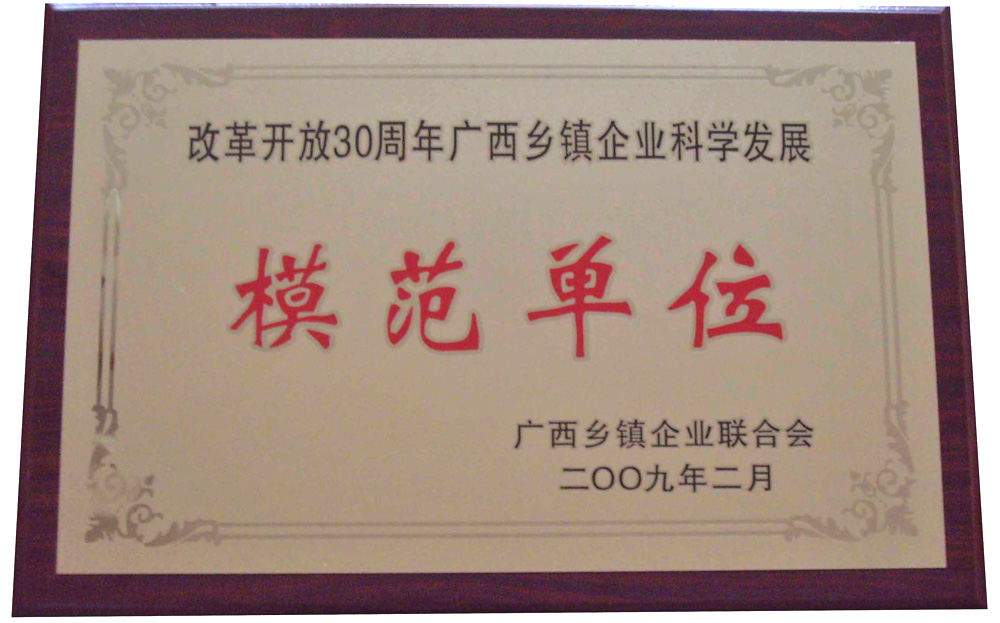 改革开放30周年广西乡镇企业科学发展
模范单位
广西乡镇企业联合会
二OO九年二月